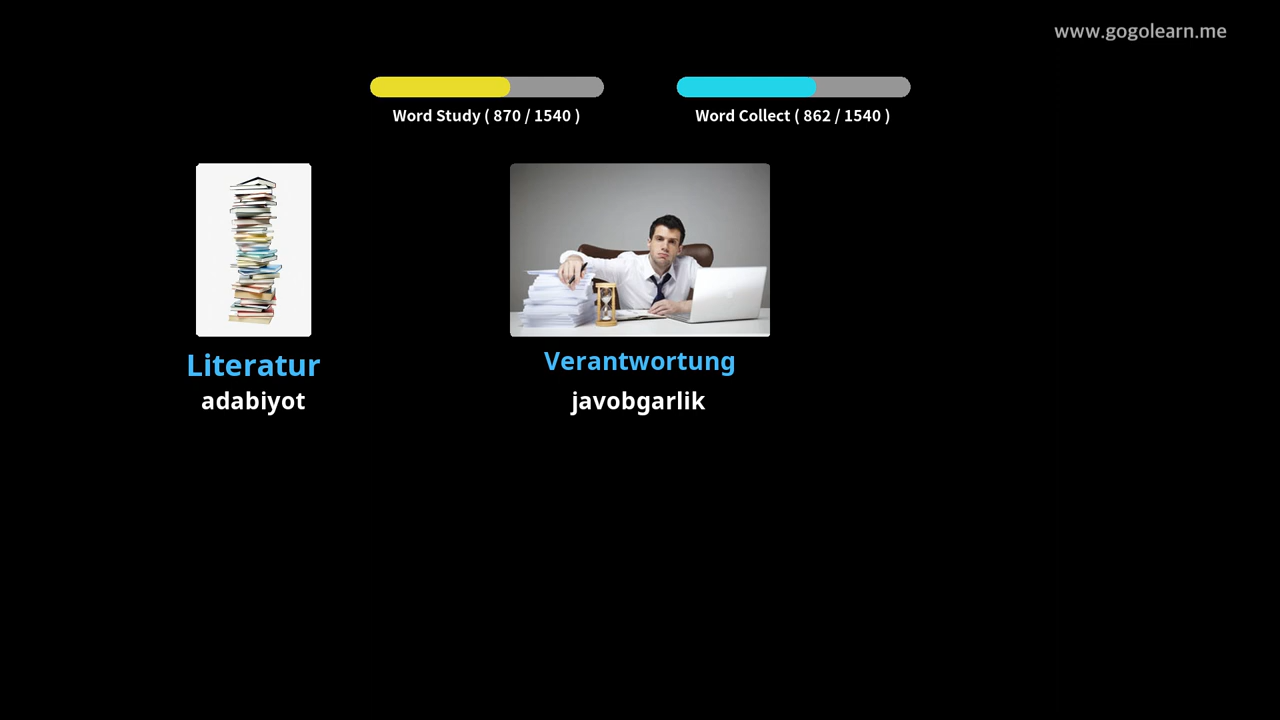 www.gogolearn.me
Word Study ( 870 / 1540 )
Word Collect ( 862 / 1540 )
Literatur
adabiyot
Verantwortung
javobgarlik